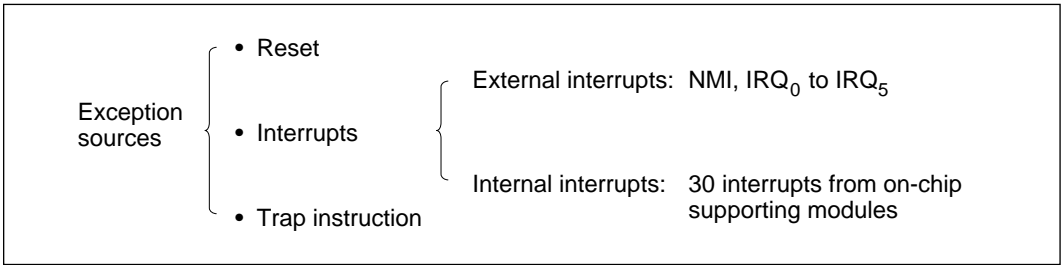 Exception sources
• Reset
• Interrupts
External interrupts: NMI, IRQ0 to IRQ5
Internal interrupts: 30 interrupts from on-chip
supporting modules
• Trap instruction